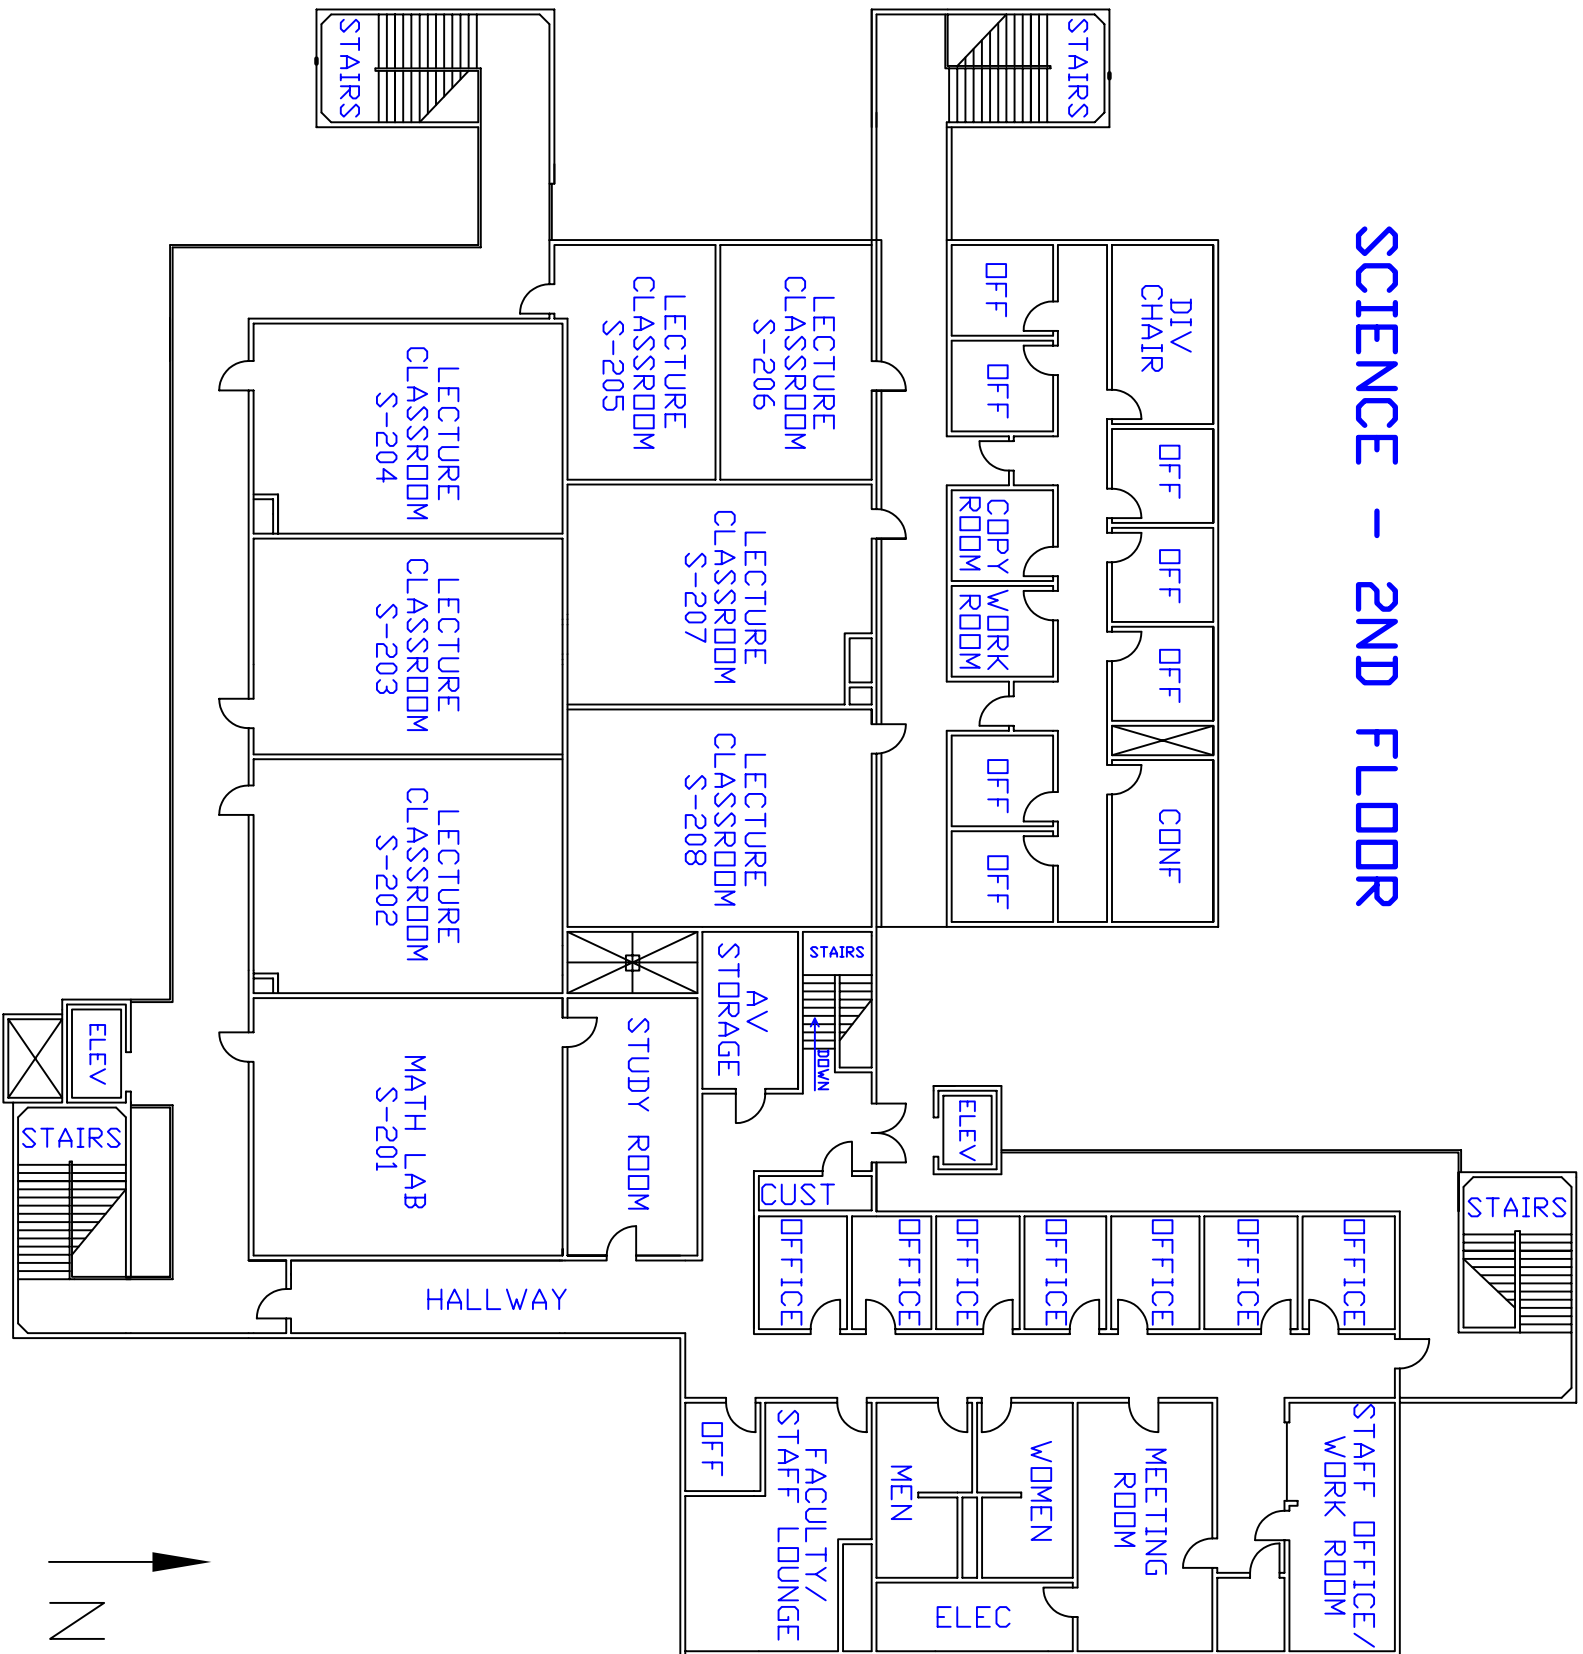 SCIENCE - 2ND FLOOR
STAIRS
STAIRS
DIV
CHAIR
OFF
OFF
OFF
CONF
OFF
OFF
COPY
ROOM
WORK
ROOM
OFF
OFF
LECTURE
CLASSROOM
S-206
LECTURE
CLASSROOM
S-205
LECTURE
CLASSROOM
S-204
LECTURE
CLASSROOM
S-207
LECTURE
CLASSROOM
S-203
LECTURE
CLASSROOM
S-208
LECTURE
CLASSROOM
S-202
STAIRS
DOWN
AV
STORAGE
STUDY ROOM
MATH LAB
S-201
ELEV
STAIRS
ELEV
CUST
STAIRS
OFFICE
OFFICE
OFFICE
OFFICE
OFFICE
OFFICE
OFFICE
HALLWAY
OFF
FACULTY/
STAFF LOUNGE
MEN
WOMEN
MEETING
ROOM
STAFF OFFICE/
WORK ROOM
ELEC
N